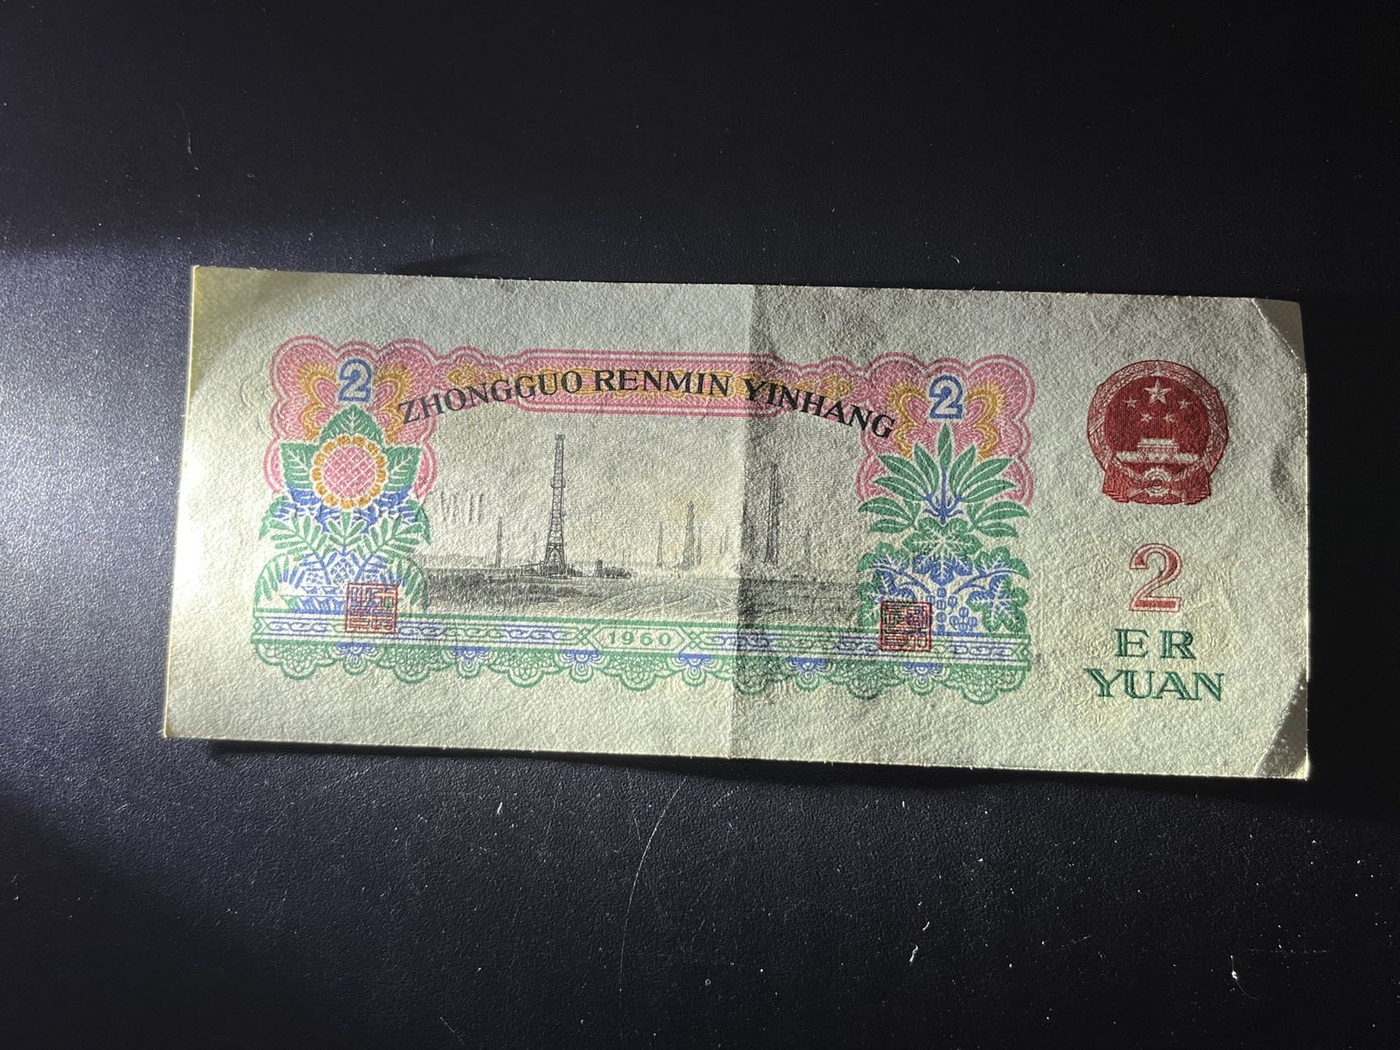 2
2
ZHONGGUO RENMIN YINHANG
1960
2
ER
YUAN